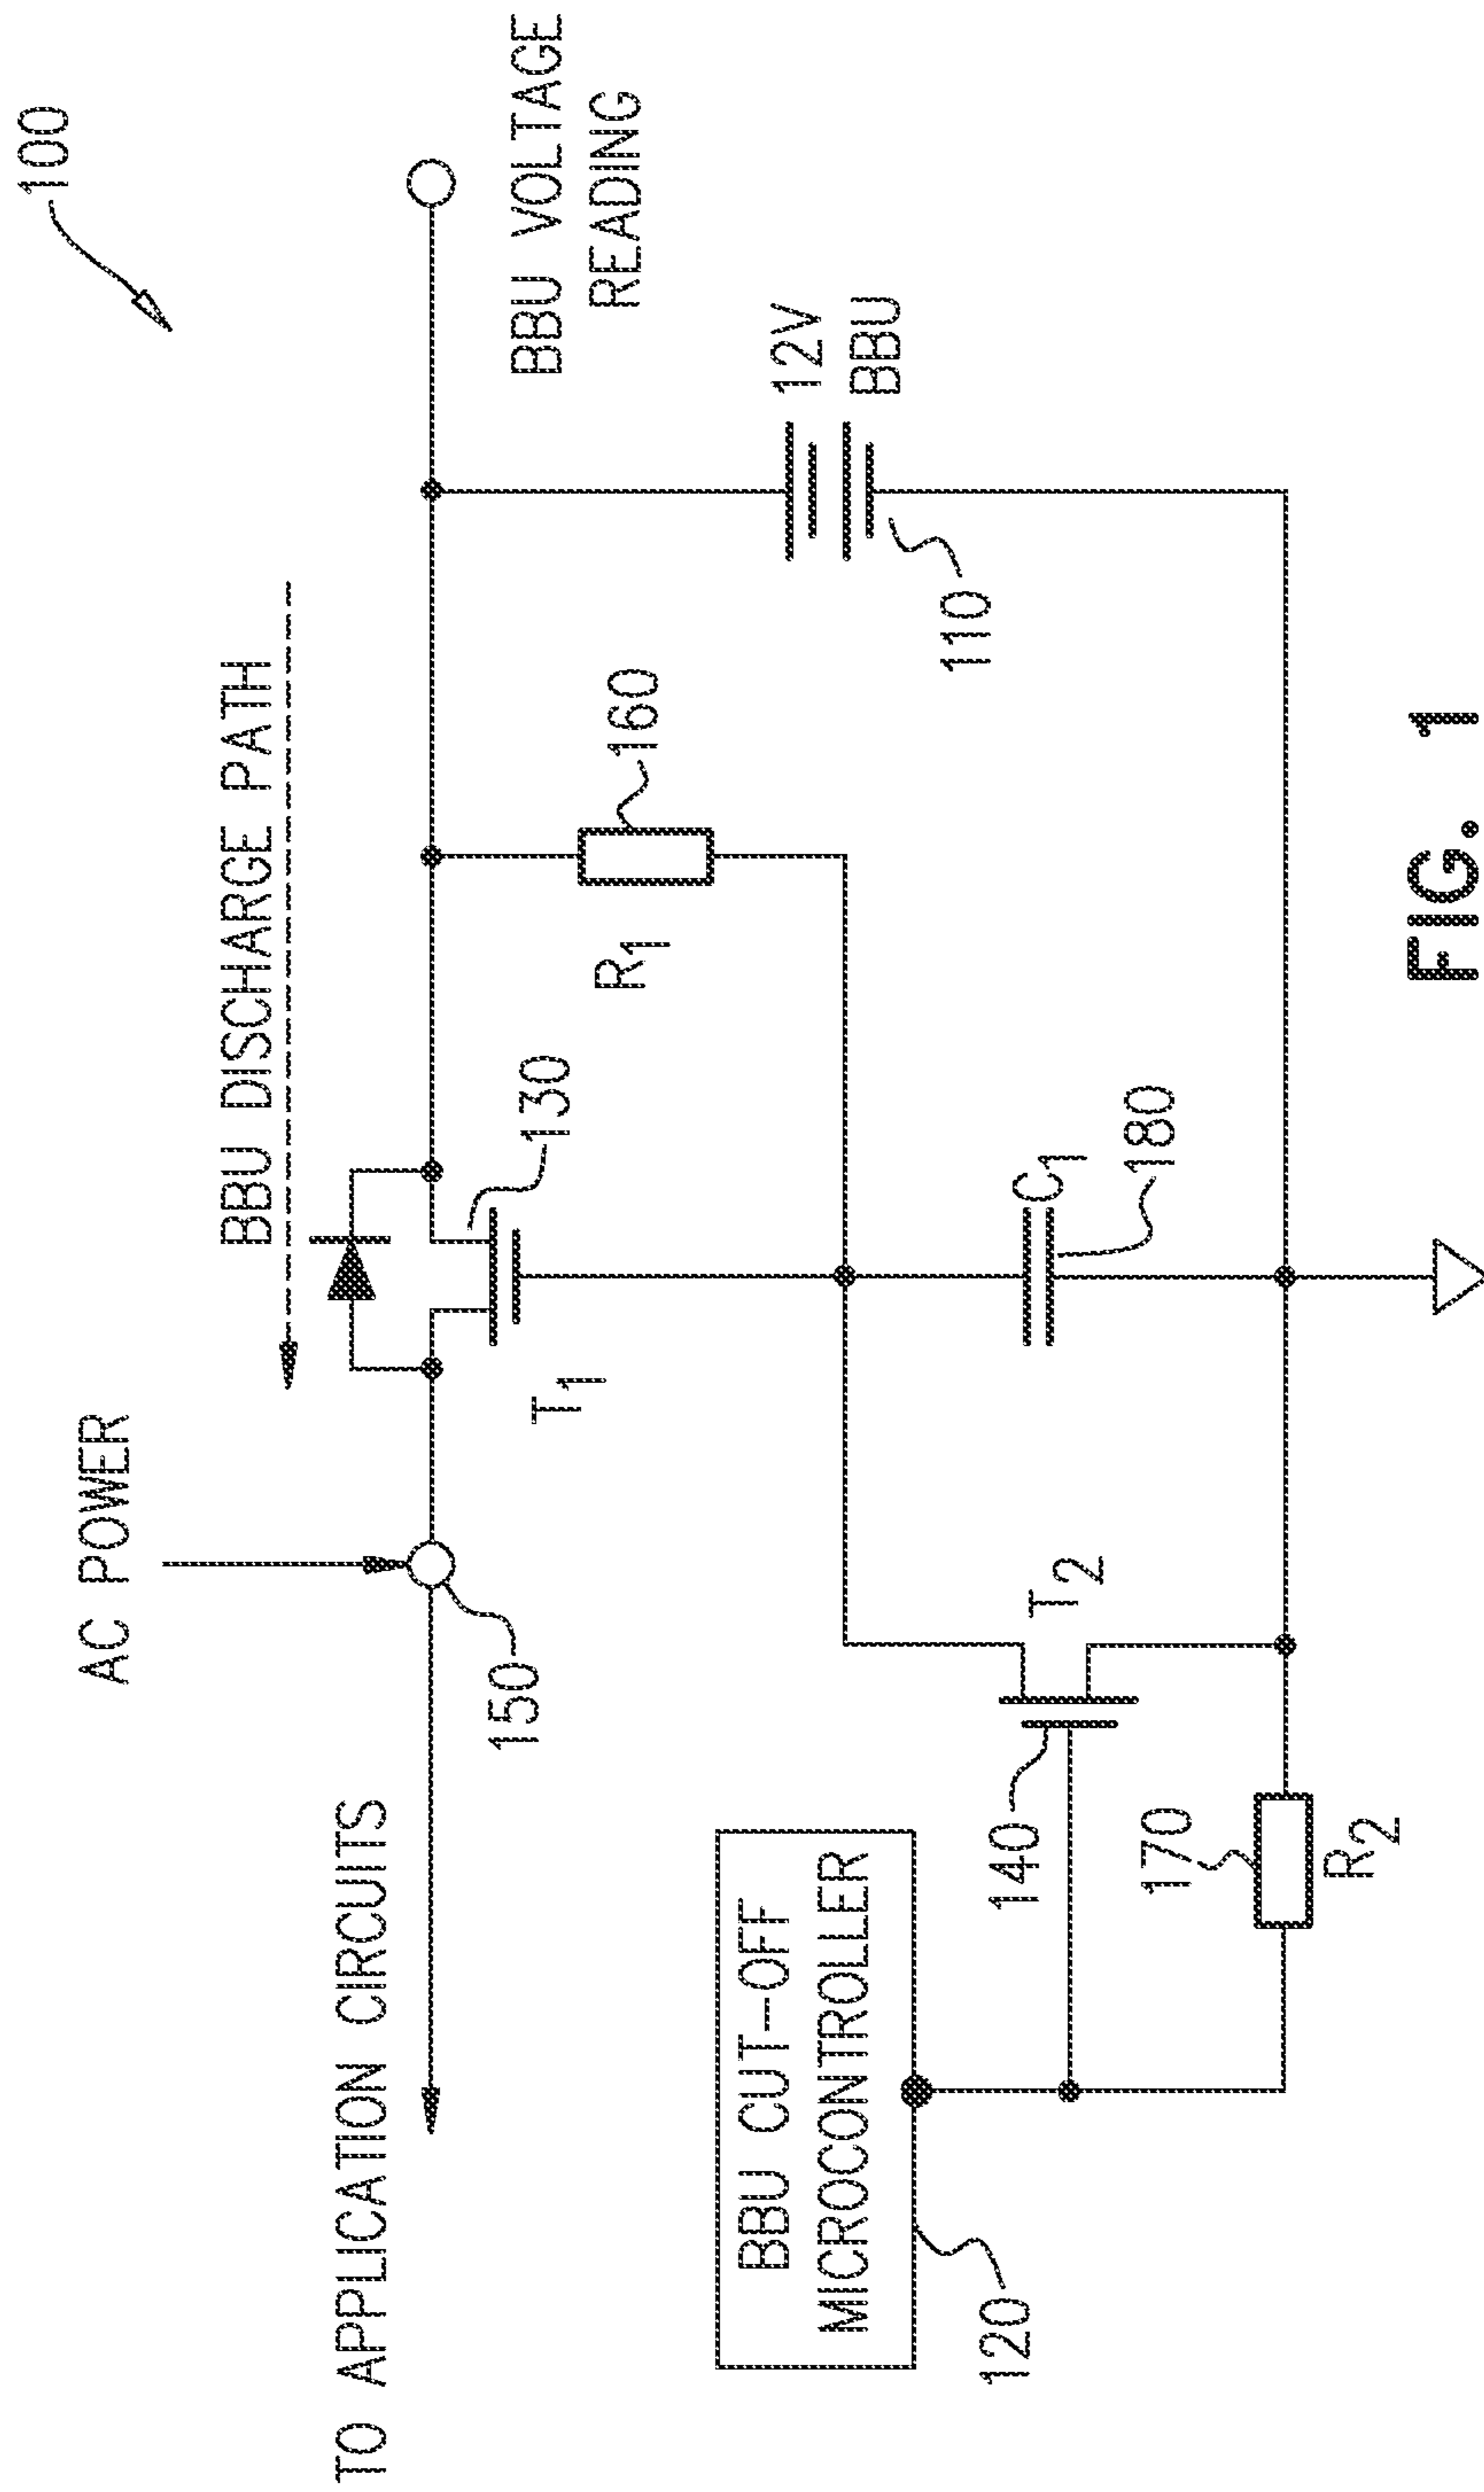 100
AC POWER
BBU DISCHARGE PATH
TO APPLICATION CIRCUITS
150
T1
130
R1
160
BBU VOLTAGE
READING
12V
BBU
110
BBU CUT-OFF
MICROCONTROLLER
120
140
T2
C1
180
170
R2
FIG. 1